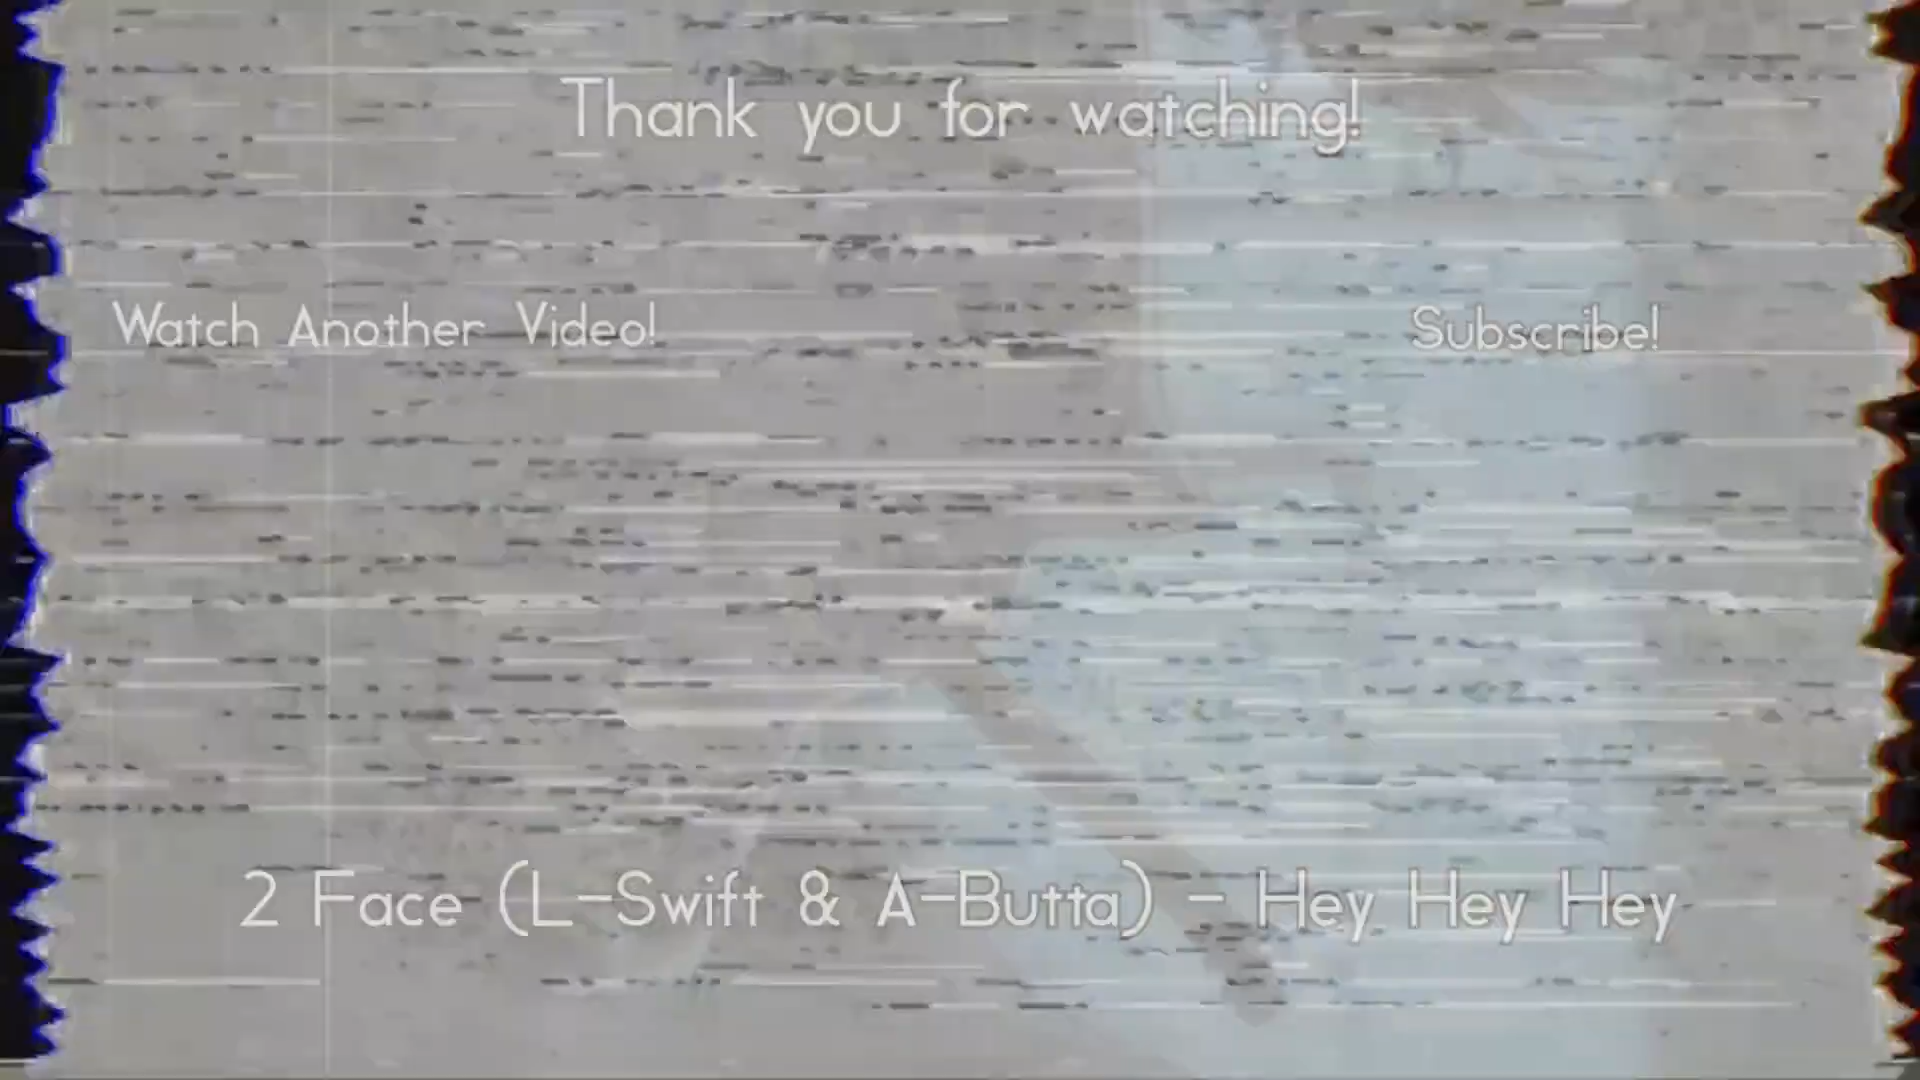 Thank you for watching!
Watch Another Video!
Subscribe!
2 Face (L-Swift & A-Butta) - Hey Hey Hey